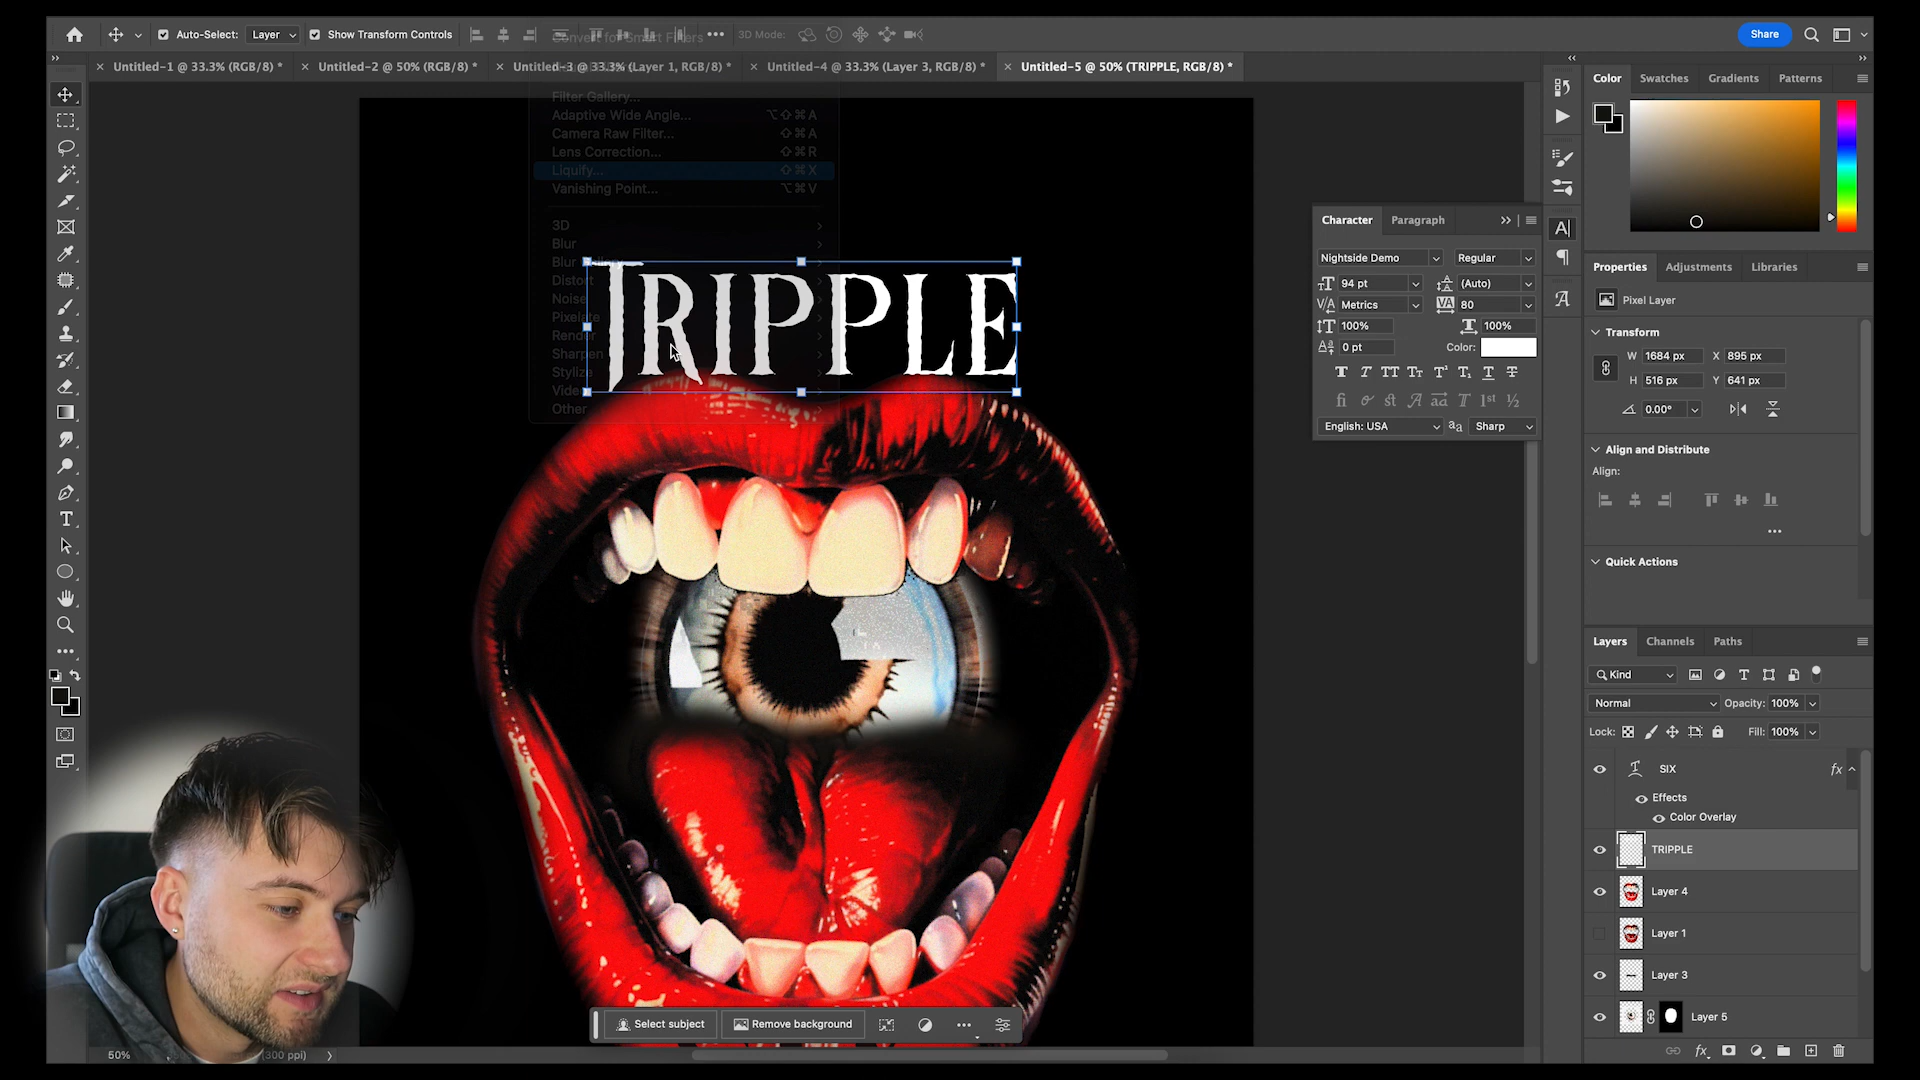 Auto-Select: Layer Show Transform Controls 3D Mode: Share
Convert for Smart Filters
Untitled-1 @ 33.3% (RGB/8) * Untitled-2 @ 50% (RGB/8) * Untitled-3 @ 33.3% (Layer 1, RGB/8) * Untitled-4 @ 33.3% (Layer 3, RGB/8) * Untitled-5 @ 50% (TRIPPLE, RGB/8) *
Filter Gallery...
Adaptive Wide Angle... ⌥⇧⌘A
Camera Raw Filter... ⇧⌘A
Lens Correction... ⇧⌘R
Liquify... ⇧⌘X
Vanishing Point... ⌥⌘V
3D
Blur
Blur
Distort
Noise
Pixelate
Render
Sharpen
Stylize
Video
Other
TRIPPLE
Character Paragraph
Nightside Demo Regular
94 pt (Auto)
Metrics 80
100% 100%
0 pt Color:
English: USA Sharp
Color Swatches Gradients Patterns
Properties Adjustments Libraries
Pixel Layer
Transform
W 1684 px X 895 px
H 516 px Y 641 px
0.00°
Align and Distribute
Align:
Quick Actions
Layers Channels Paths
Kind
Normal Opacity: 100%
Lock: Fill: 100%
SIX fx
Effects
Color Overlay
TRIPPLE
Layer 4
Layer 1
Layer 3
Layer 5
Select subject Remove background
50% (300 ppi)